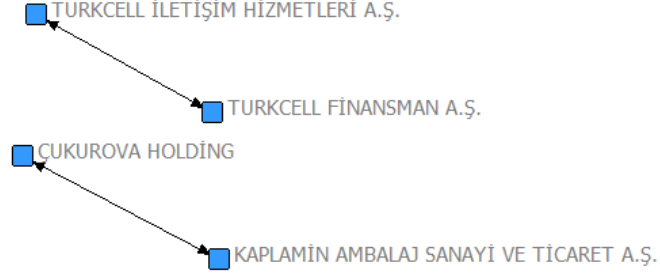 TURKCELL İLETİŞİM HİZMETLERİ A.Ş.
TURKCELL FİNANSMAN A.Ş.
ÇUKUROVA HOLDİNG
KAPLAMİN AMBALAJ SANAYİ VE TİCARET A.Ş.